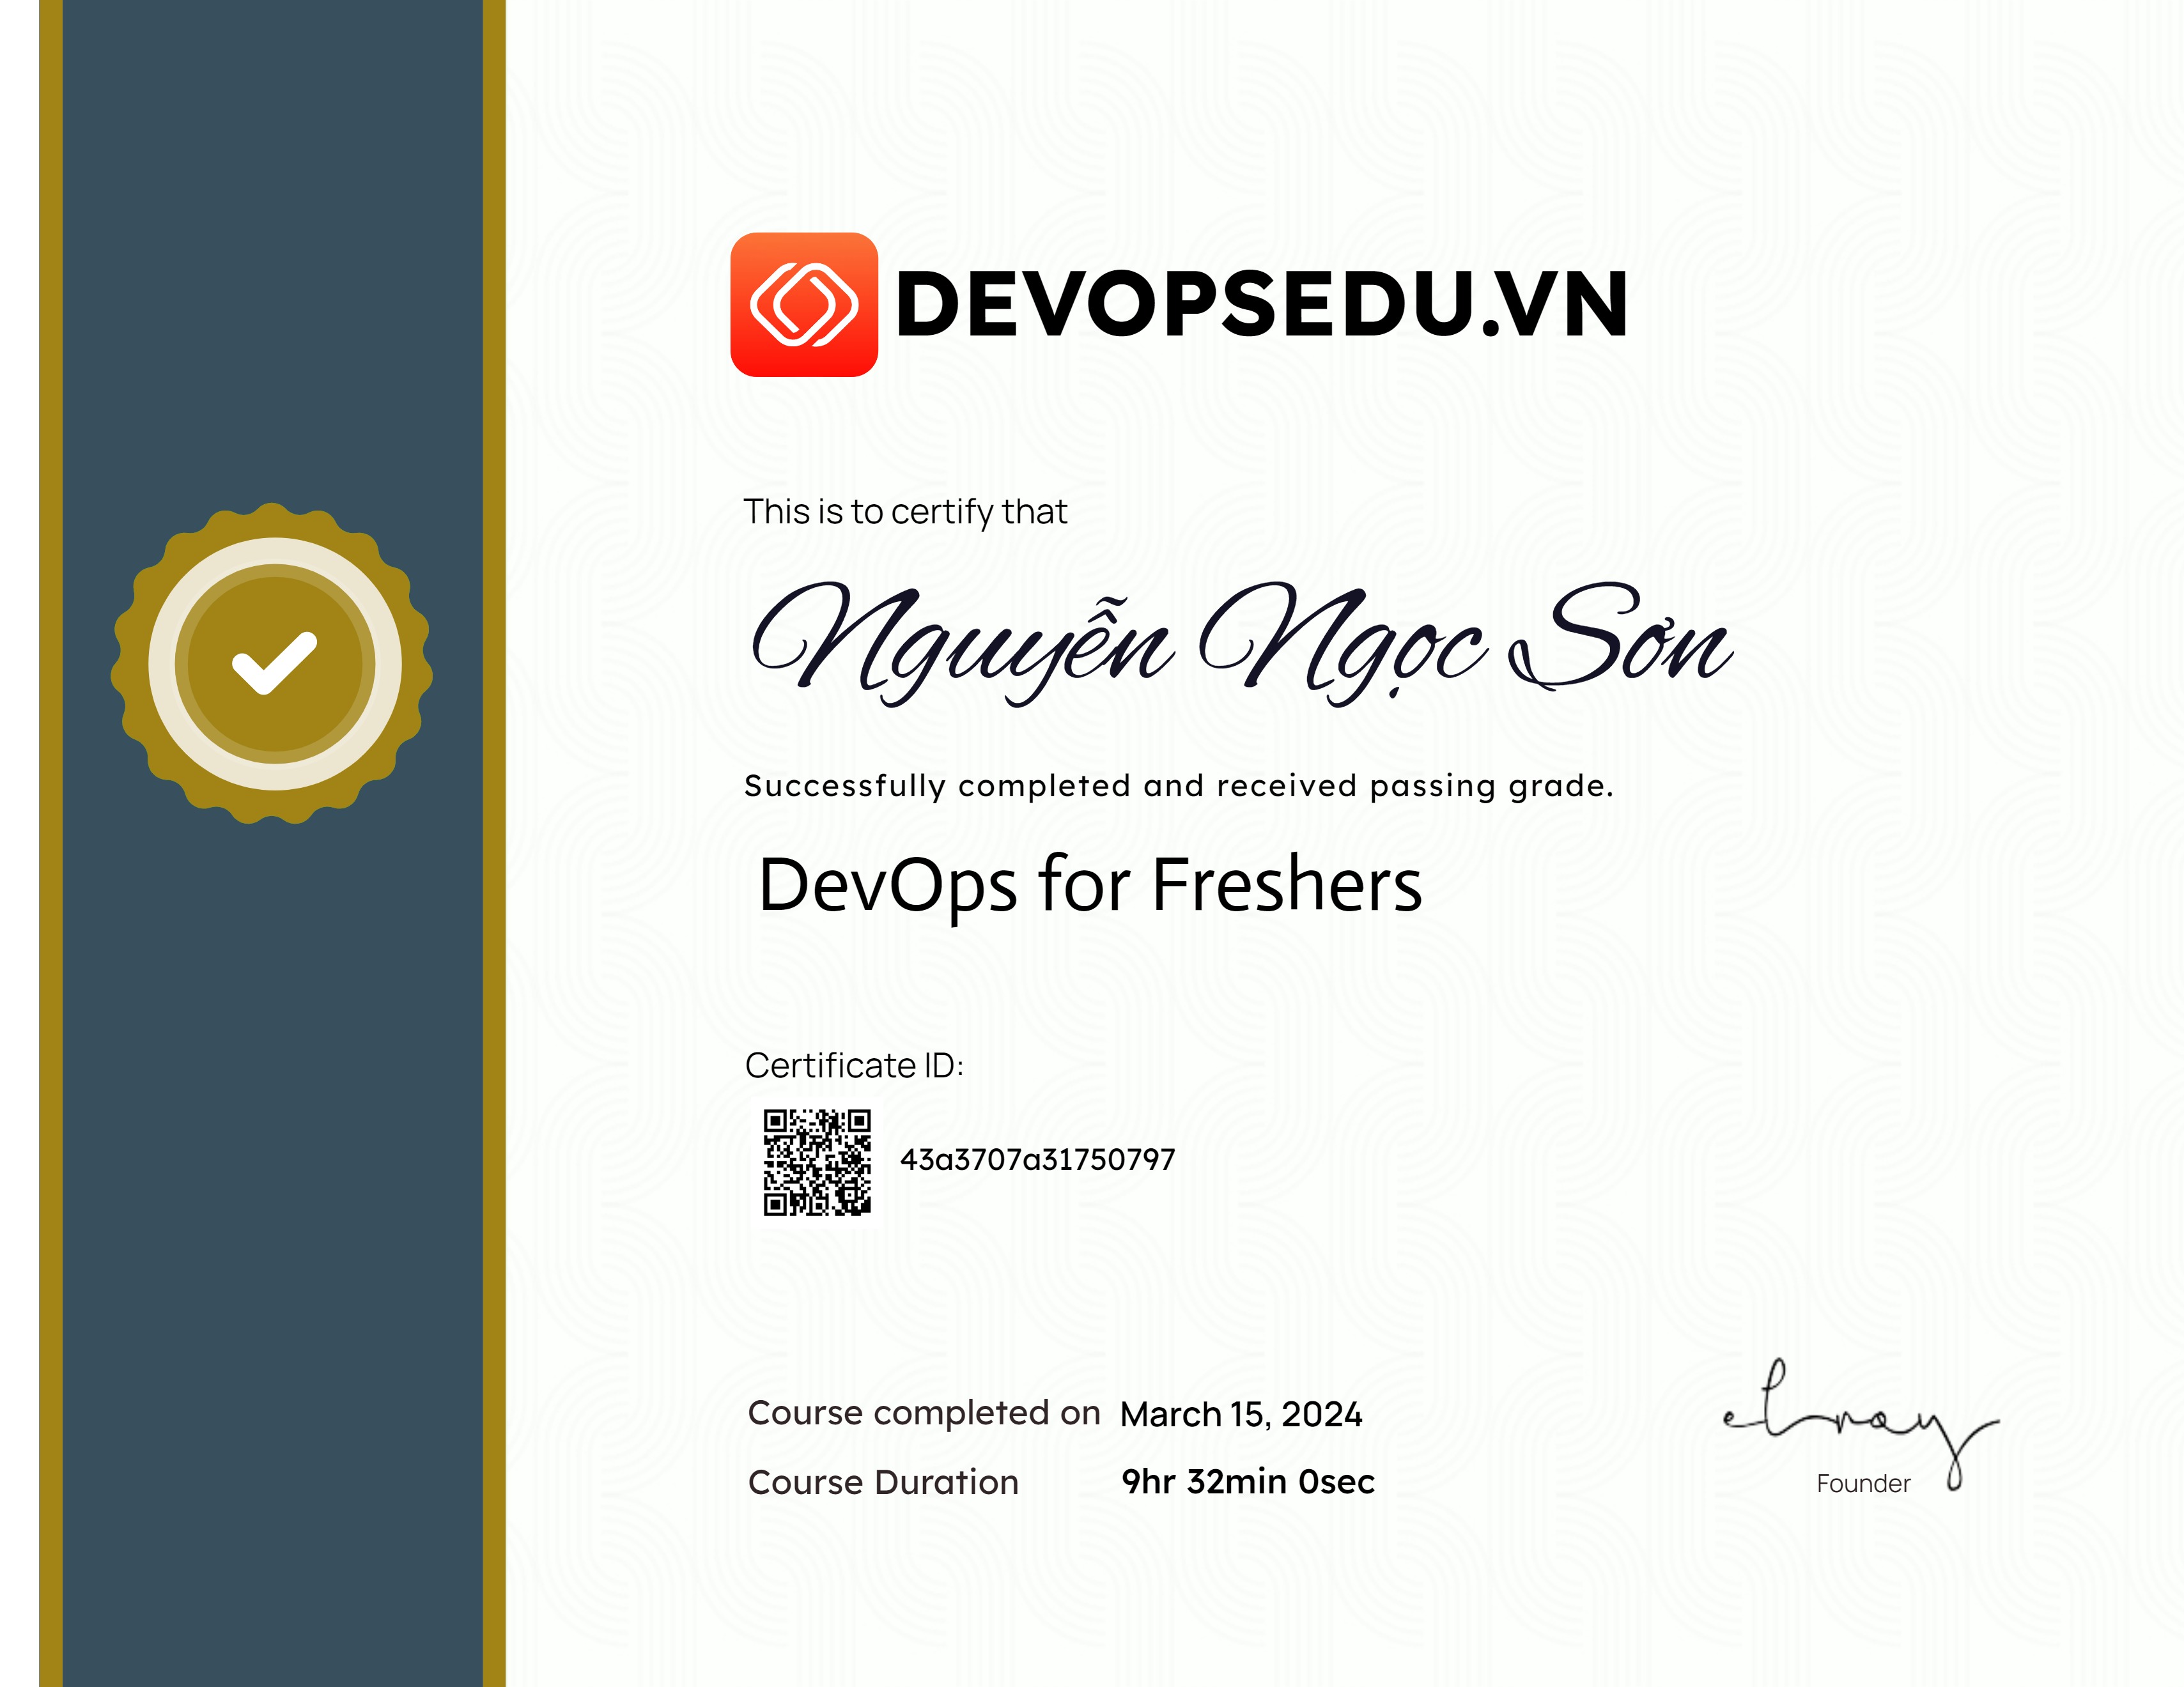 DEVOPSEDU.VN
This is to certify that
Nguyễn Ngọc Sơn
Successfully completed and received passing grade.
DevOps for Freshers
Certificate ID:
43a3707a31750797
Course completed on March 15, 2024
Course Duration 9hr 32min 0sec
Founder